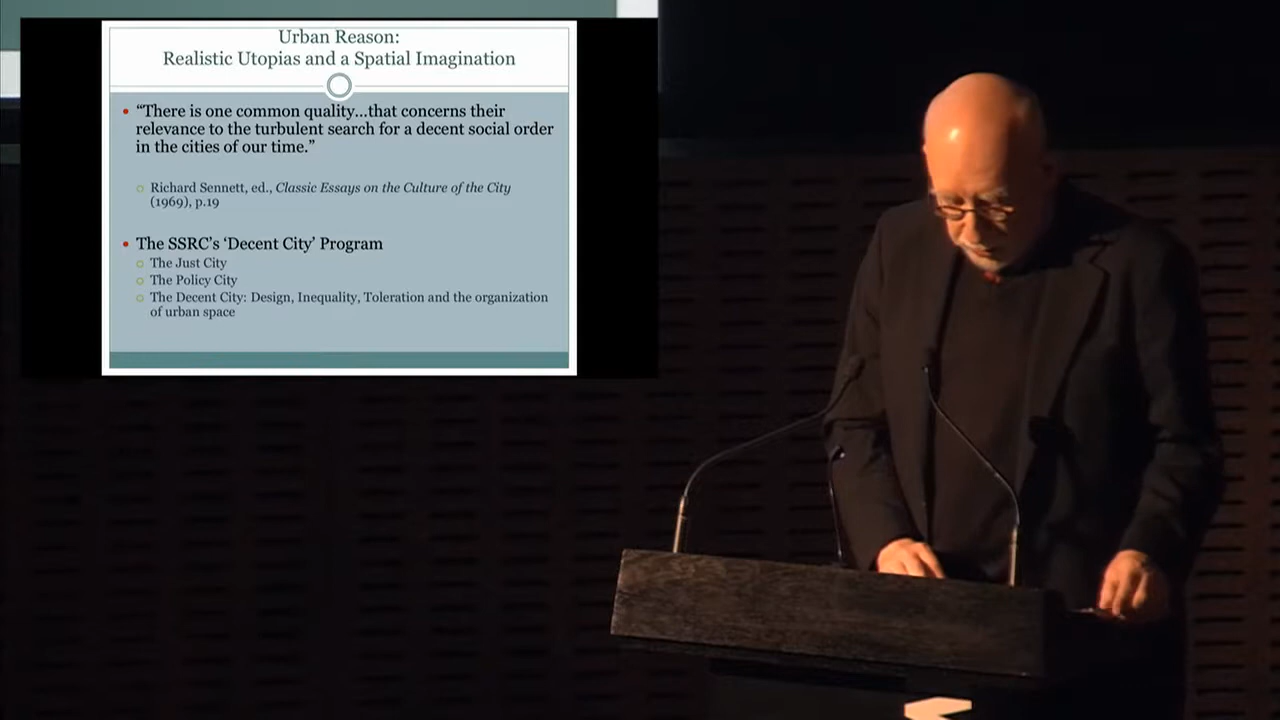 Urban Reason:
Realistic Utopias and a Spatial Imagination
• “There is one common quality…that concerns their
relevance to the turbulent search for a decent social order
in the cities of our time.”
Richard Sennett, ed., Classic Essays on the Culture of the City
(1969), p.19
• The SSRC’s ‘Decent City’ Program
The Just City
The Policy City
The Decent City: Design, Inequality, Toleration and the organization
of urban space